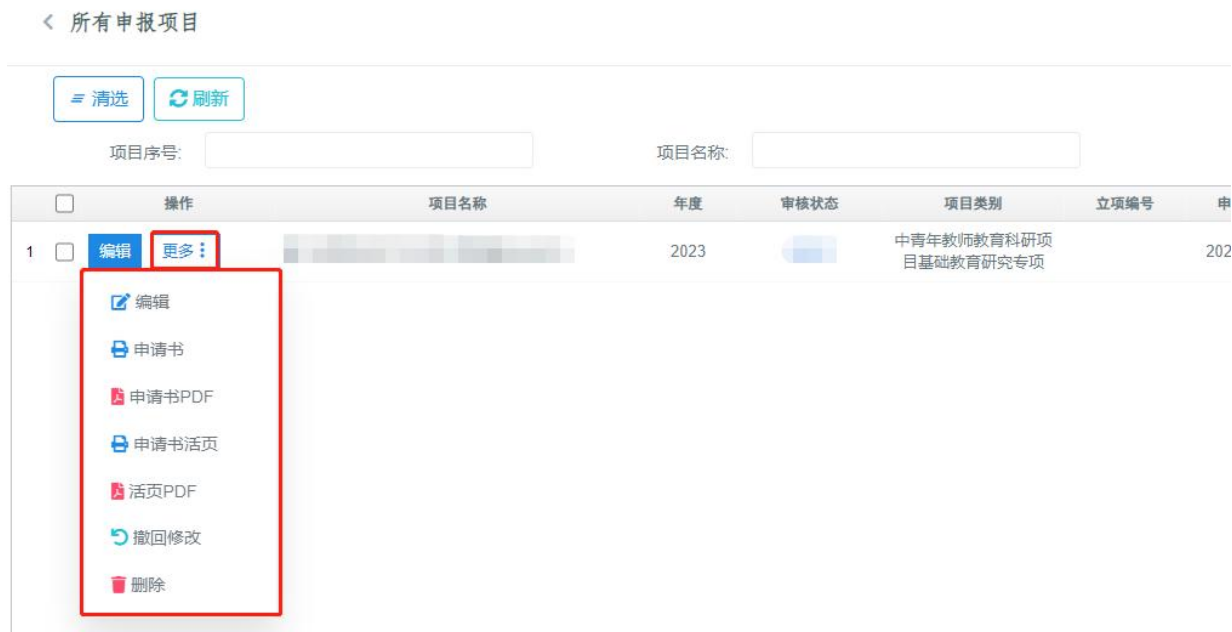 所有申报项目
清选
刷新
项目序号:
项目名称:
操作 项目名称 年度 审核状态 项目类别 立项编号 申
1 编辑 更多 2023 中青年教师教育科研项
目基础教育研究专项 202
编辑
申请书
申请书PDF
申请书活页
活页PDF
撤回修改
删除